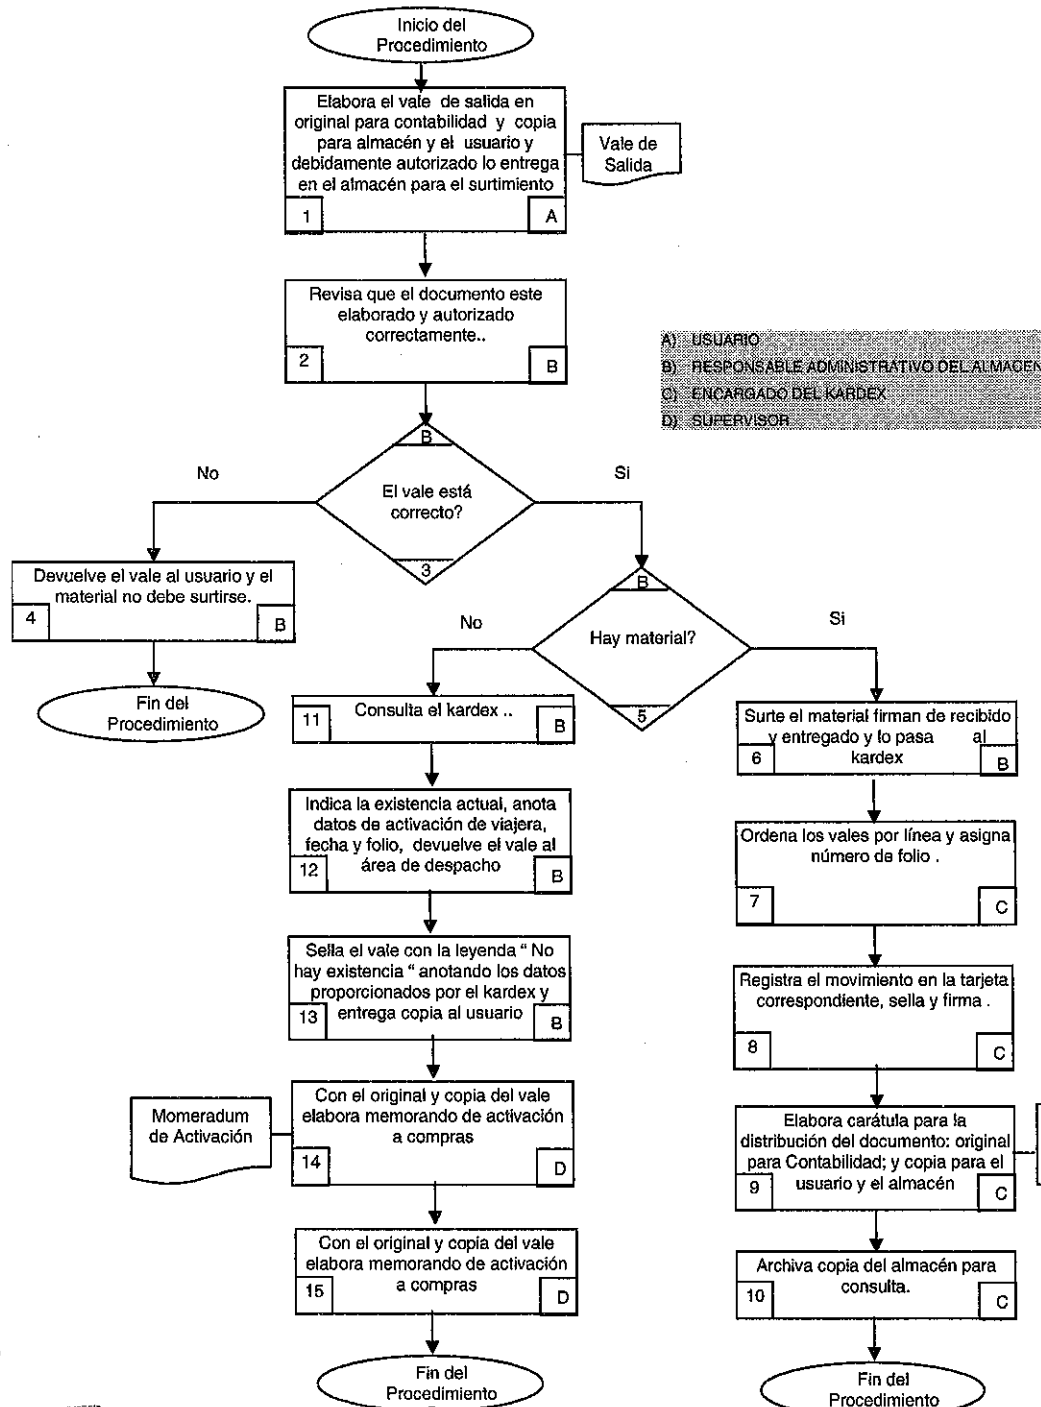 Inicio del
Procedimiento
Elabora el vale de salida en
original para contabilidad y copia
para almacén y el usuario y
debidamente autorizado lo entrega
en el almacén para el surtimiento
1
A
Vale de
Salida
Revisa que el documento este
elaborado y autorizado
correctamente..
2
B
A) USUARIO
B) RESPONSABLE ADMINISTRATIVO DEL ALMACEN
C) ENCARGADO DEL KARDEX
D) SUPERVISOR
B
No
Si
El vale está
correcto?
3
Devuelve el vale al usuario y el
material no debe surtirse.
4
B
Fin del
Procedimiento
B
No
Si
Hay material?
5
Consulta el kardex ..
11
B
Indica la existencia actual, anota
datos de activación de viajera,
fecha y folio, devuelve el vale al
área de despacho
12
B
Sella el vale con la leyenda “ No
hay existencia “ anotando los datos
proporcionados por el kardex y
entrega copia al usuario
13
B
Momeradum
de Activación
Con el original y copia del vale
elabora memorando de activación
a compras
14
D
Con el original y copia del vale
elabora memorando de activación
a compras
15
D
Fin del
Procedimiento
Surte el material firman de recibido
y entregado y lo pasa al
kardex
6
B
Ordena los vales por línea y asigna
número de folio .
7
C
Registra el movimiento en la tarjeta
correspondiente, sella y firma .
8
C
Elabora carátula para la
distribución del documento: original
para Contabilidad; y copia para el
usuario y el almacén
9
C
Archiva copia del almacén para
consulta.
10
C
Fin del
Procedimiento